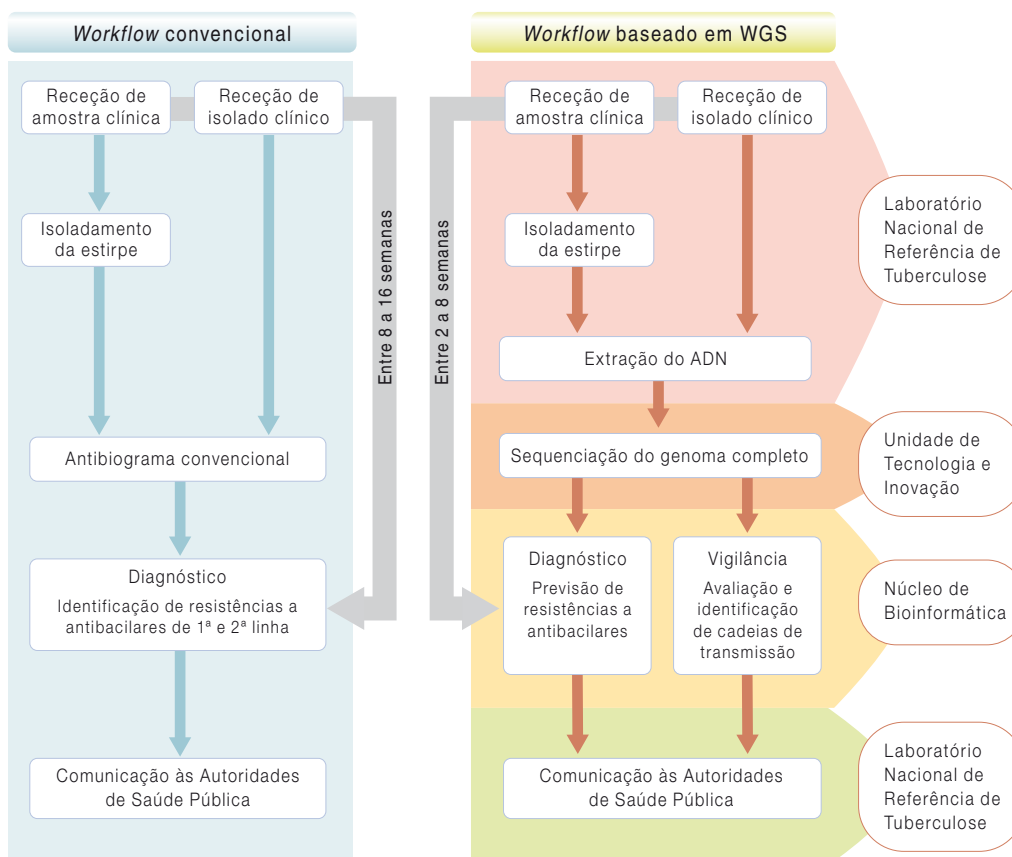 Workflow convencional
Receção de
amostra clínica
Receção de
isolado clínico
Isoladamento
da estirpe
Antibiograma convencional
Diagnóstico
Identificação de resistências a
antibacilares de 1ª e 2ª linha
Comunicação às Autoridades
de Saúde Pública
Entre 8 a 16 semanas
Entre 2 a 8 semanas
Workflow baseado em WGS
Receção de
amostra clínica
Receção de
isolado clínico
Isoladamento
da estirpe
Extração do ADN
Sequenciação do genoma completo
Diagnóstico
Previsão de
resistências a
antibacilares
Vigilância
Avaliação e
identificação
de cadeias de
transmissão
Comunicação às Autoridades
de Saúde Pública
Laboratório
Nacional de
Referência de
Tuberculose
Unidade de
Tecnologia e
Inovação
Núcleo de
Bioinformática
Laboratório
Nacional de
Referência de
Tuberculose